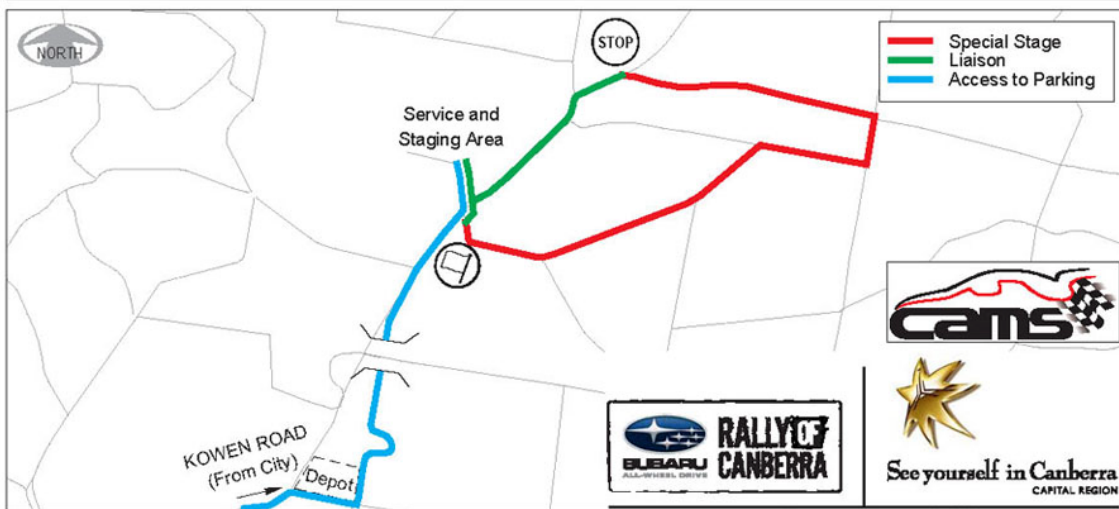 NORTH
STOP
Special Stage
Liaison
Access to Parking
Service and
Staging Area
cams
KOWEN ROAD
(From City)
Depot
SUBARU
ALL-WHEEL DRIVE
RALLY OF
CANBERRA
See yourself in Canberra
CAPITAL REGION